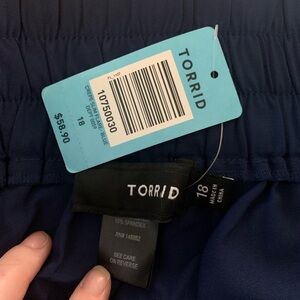 TORRID
10750030
18
$58.90
TORRID
18
MADE IN
CHINA
SEE CARE
ON REVERSE